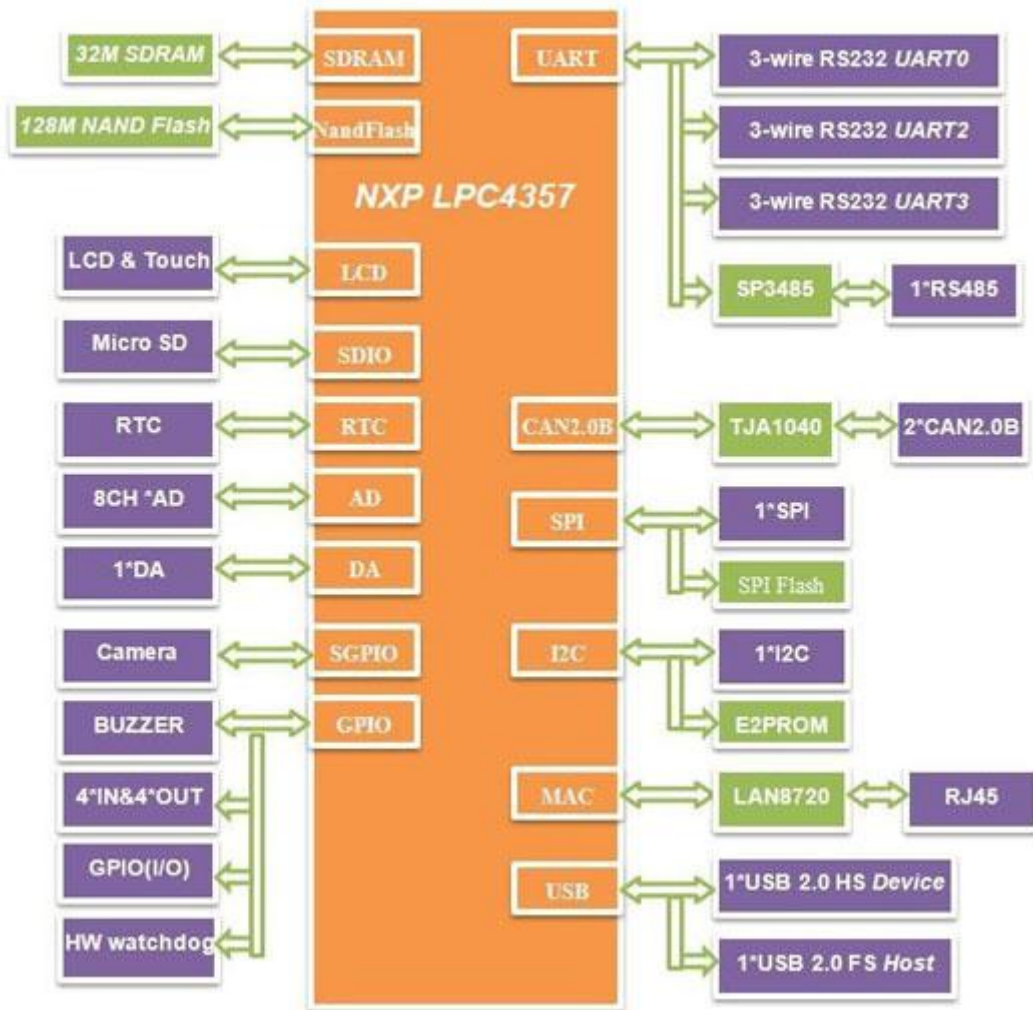 32M SDRAM
SDRAM
128M NAND Flash
NandFlash
NXP LPC4357
LCD & Touch
LCD
Micro SD
SDIO
RTC
RTC
8CH *AD
AD
1*DA
DA
Camera
SGPIO
BUZZER
GPIO
4*IN&4*OUT
GPIO(I/O)
HW watchdog
UART
3-wire RS232 UART0
3-wire RS232 UART2
3-wire RS232 UART3
SP3485
1*RS485
CAN2.0B
TJA1040
2*CAN2.0B
SPI
1*SPI
SPI Flash
I2C
1*I2C
E2PROM
MAC
LAN8720
RJ45
USB
1*USB 2.0 HS Device
1*USB 2.0 FS Host